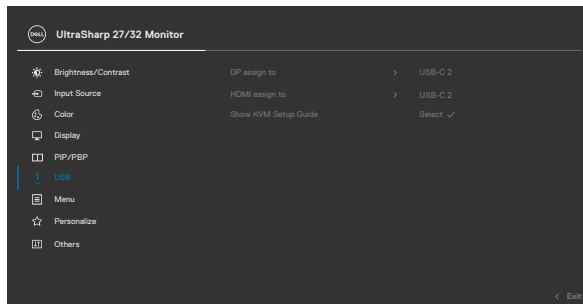 DELL
UltraSharp 27/32 Monitor
Brightness/Contrast
DP assign to > USB-C 2
Input Source
HDMI assign to > USB-C 2
Color
Show KVM Setup Guide Select ✓
Display
PIP/PBP
USB
Menu
Personalize
Others
< Exit